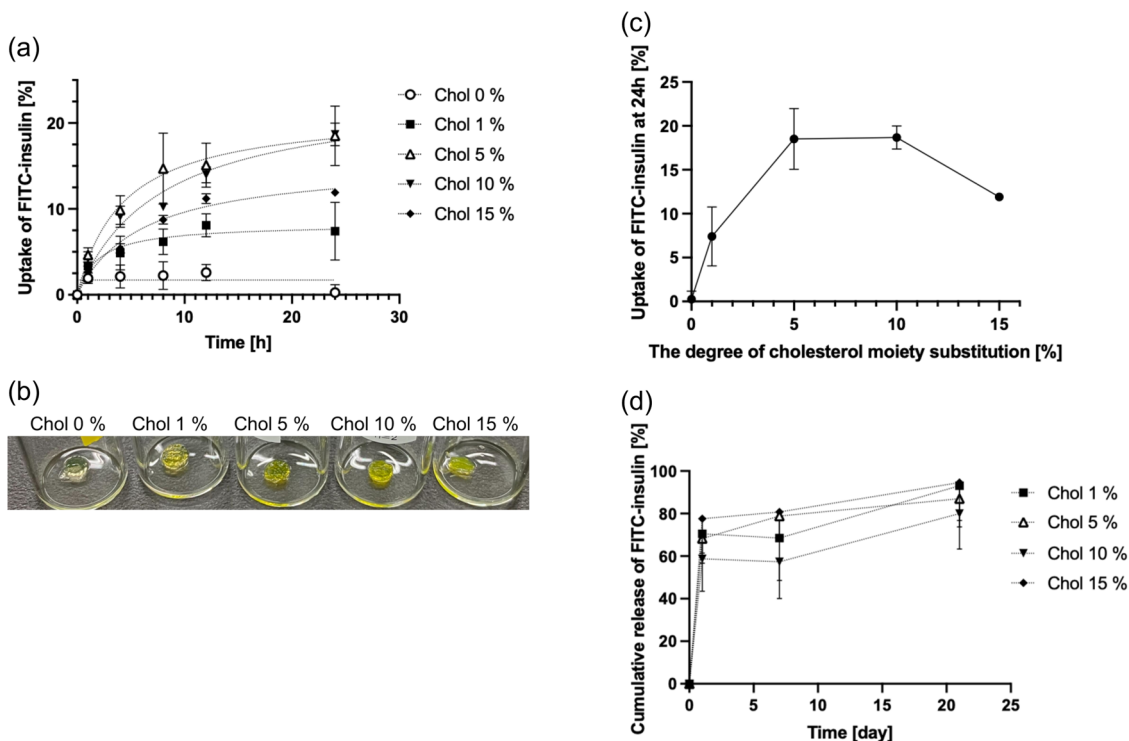 (a)
Uptake of FITC-insulin [%]
20
10
0
0
10
20
30
Time [h]
Chol 0 %
Chol 1 %
Chol 5 %
Chol 10 %
Chol 15 %
(b)
Chol 0 %
Chol 1 %
Chol 5 %
Chol 10 %
Chol 15 %
(c)
Uptake of FITC-insulin at 24h [%]
25
20
15
10
5
0
0
5
10
15
The degree of cholesterol moiety substitution [%]
(d)
Cumulative release of FITC-insulin [%]
100
80
60
40
20
0
0
5
10
15
20
25
Time [day]
Chol 1 %
Chol 5 %
Chol 10 %
Chol 15 %